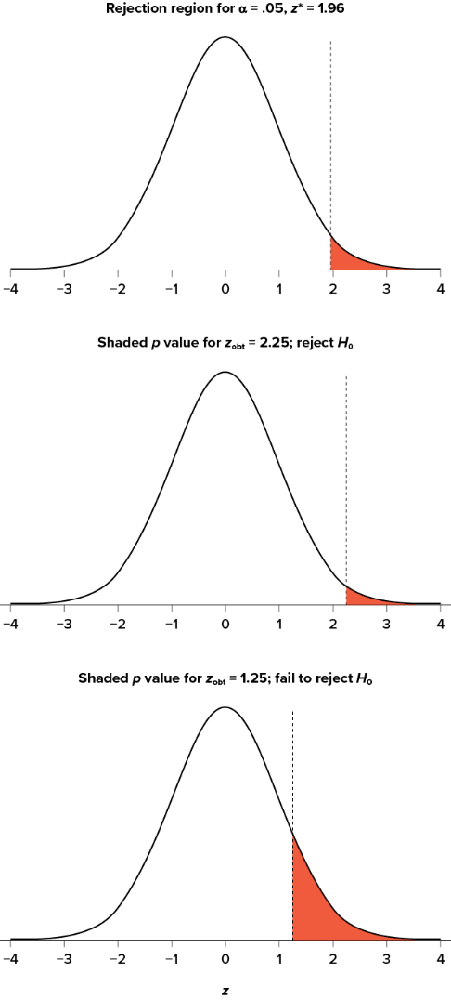 Rejection region for α = .05, z* = 1.96
−4 −3 −2 −1 0 1 2 3 4
Shaded p value for zobt = 2.25; reject H0
−4 −3 −2 −1 0 1 2 3 4
Shaded p value for zobt = 1.25; fail to reject H0
−4 −3 −2 −1 0 1 2 3 4
z